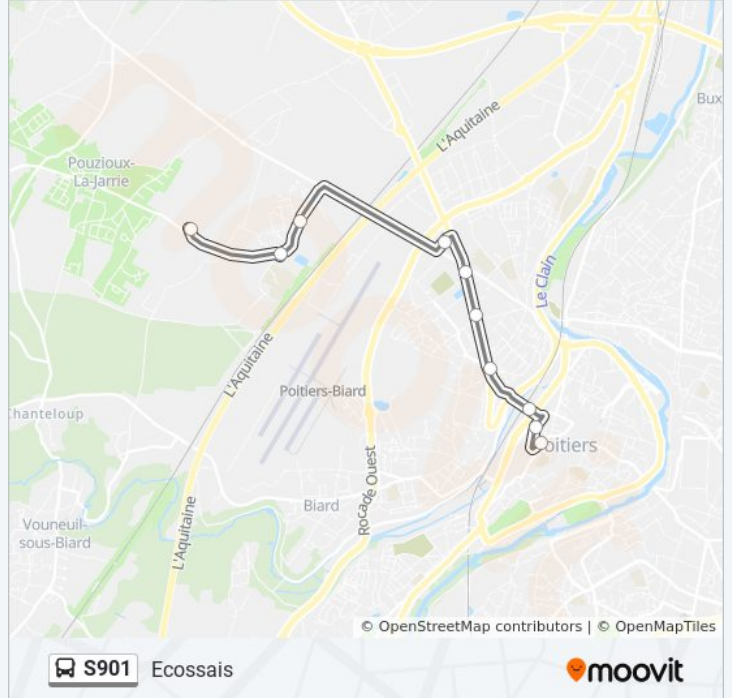 Bux
L'Aquitaine
Pouzioux-
La-Jarrie
Le Clain
L'Aquitaine
Poitiers-Biard
Chanteloup
oitiers
Rocade Ouest
Biard
L'Aquitaine
Vouneuil-
sous-Biard
© OpenStreetMap contributors | © OpenMapTiles
S901 Ecossais
moovit